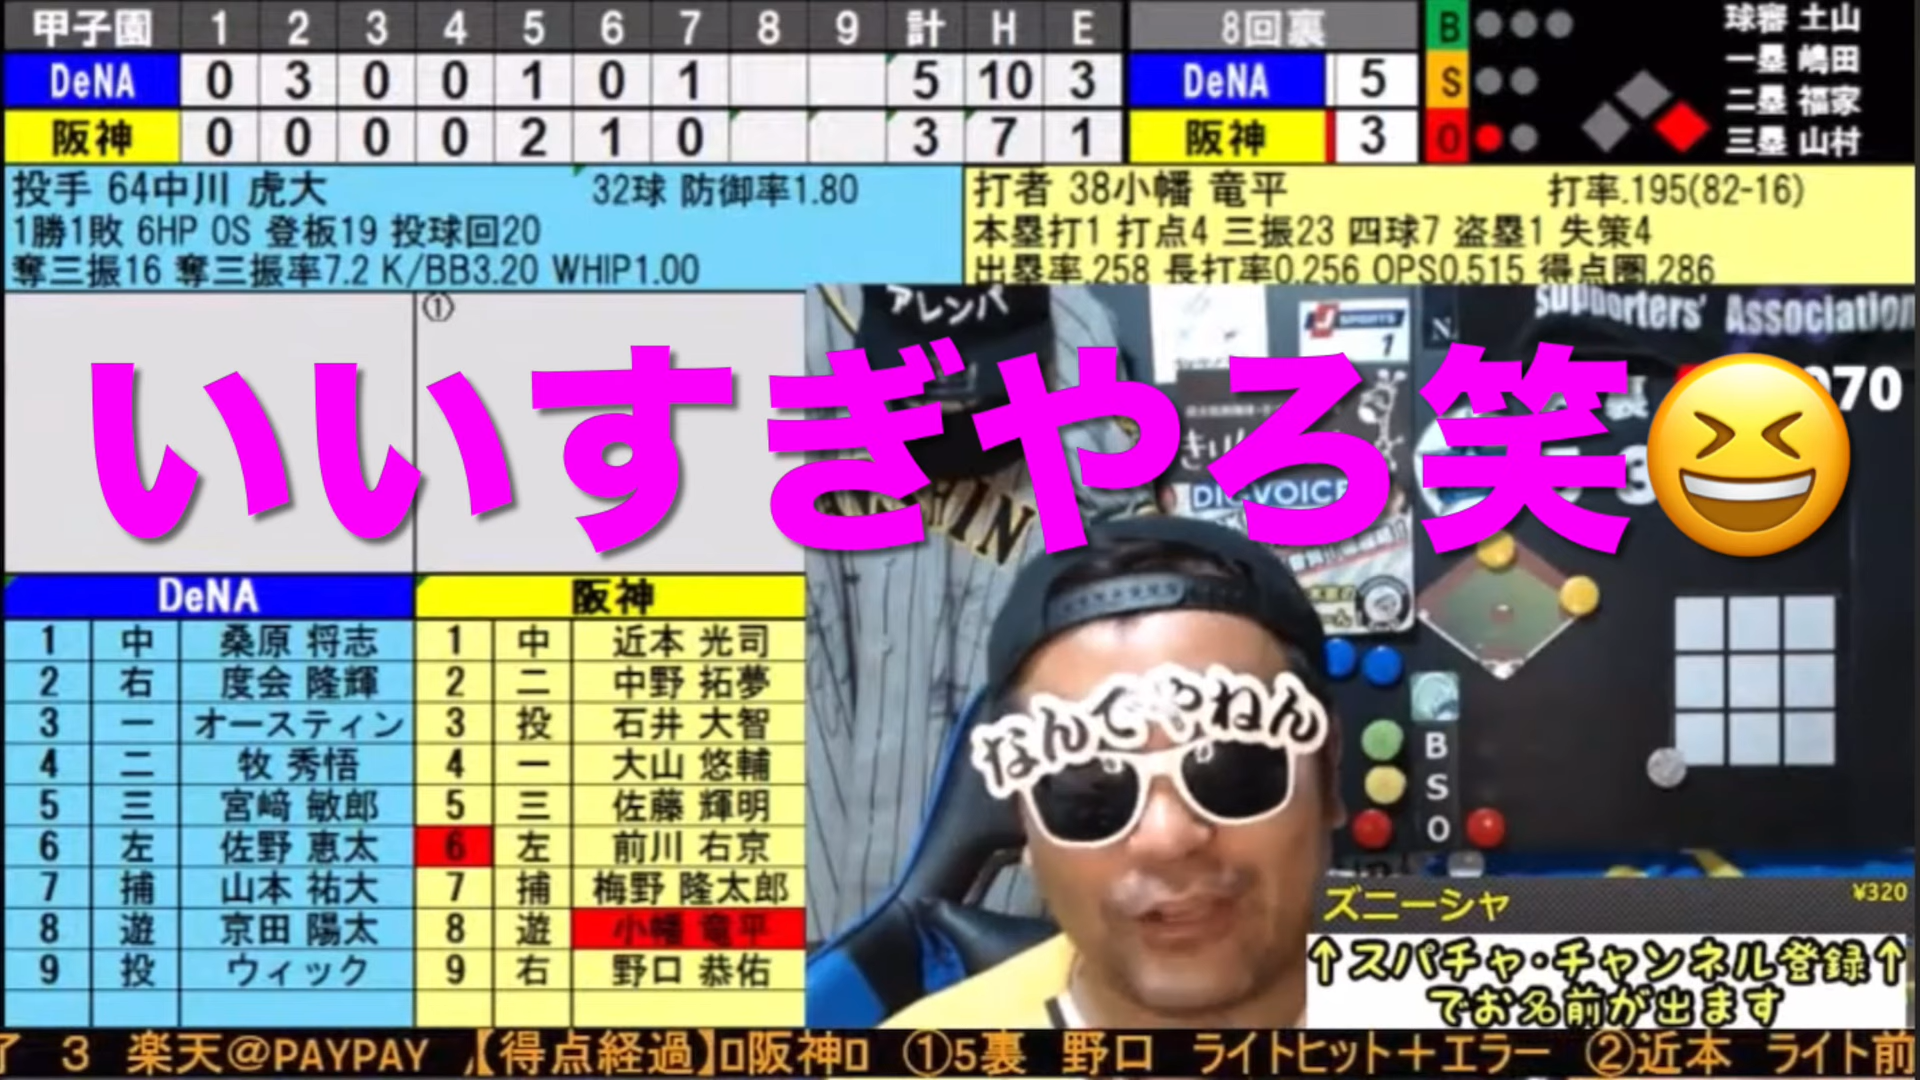 甲子園 1 2 3 4 5 6 7 8 9 計 H E
DeNA 0 3 0 0 1 0 1 5 10 3
阪神 0 0 0 0 2 1 0 3 7 1
8回裏
DeNA 5
阪神 3
B
S
O
球審 土山
一塁 嶋田
二塁 福家
三塁 山村
投手 64中川 虎大 32球 防御率1.80
1勝1敗 6HP 0S 登板19 投球回20
奪三振16 奪三振率7.2 K/BB3.20 WHIP1.00
打者 38小幡 竜平 打率.195(82-16)
本塁打1 打点4 三振23 四球7 盗塁1 失策4
出塁率.258 長打率0.256 OPS0.515 得点圏.286
①
アレンパ
J SPORTS 1
Supporters' Association
070
いいすぎやろ笑😆
DIG-VOICE
なんでやねん
B
S
O
DeNA
1 中 桑原 将志
2 右 度会 隆輝
3 一 オースティン
4 二 牧 秀悟
5 三 宮﨑 敏郎
6 左 佐野 恵太
7 捕 山本 祐大
8 遊 京田 陽太
9 投 ウィック
阪神
1 中 近本 光司
2 二 中野 拓夢
3 投 石井 大智
4 一 大山 悠輔
5 三 佐藤 輝明
6 左 前川 右京
7 捕 梅野 隆太郎
8 遊 小幡 竜平
9 右 野口 恭佑
ズニーシャ ¥320
↑スパチャ・チャンネル登録↑
でお名前が出ます
了 3 楽天@PAYPAY 【得点経過】▯阪神▯ ①5裏 野口 ライトヒット＋エラー ②近本 ライト前